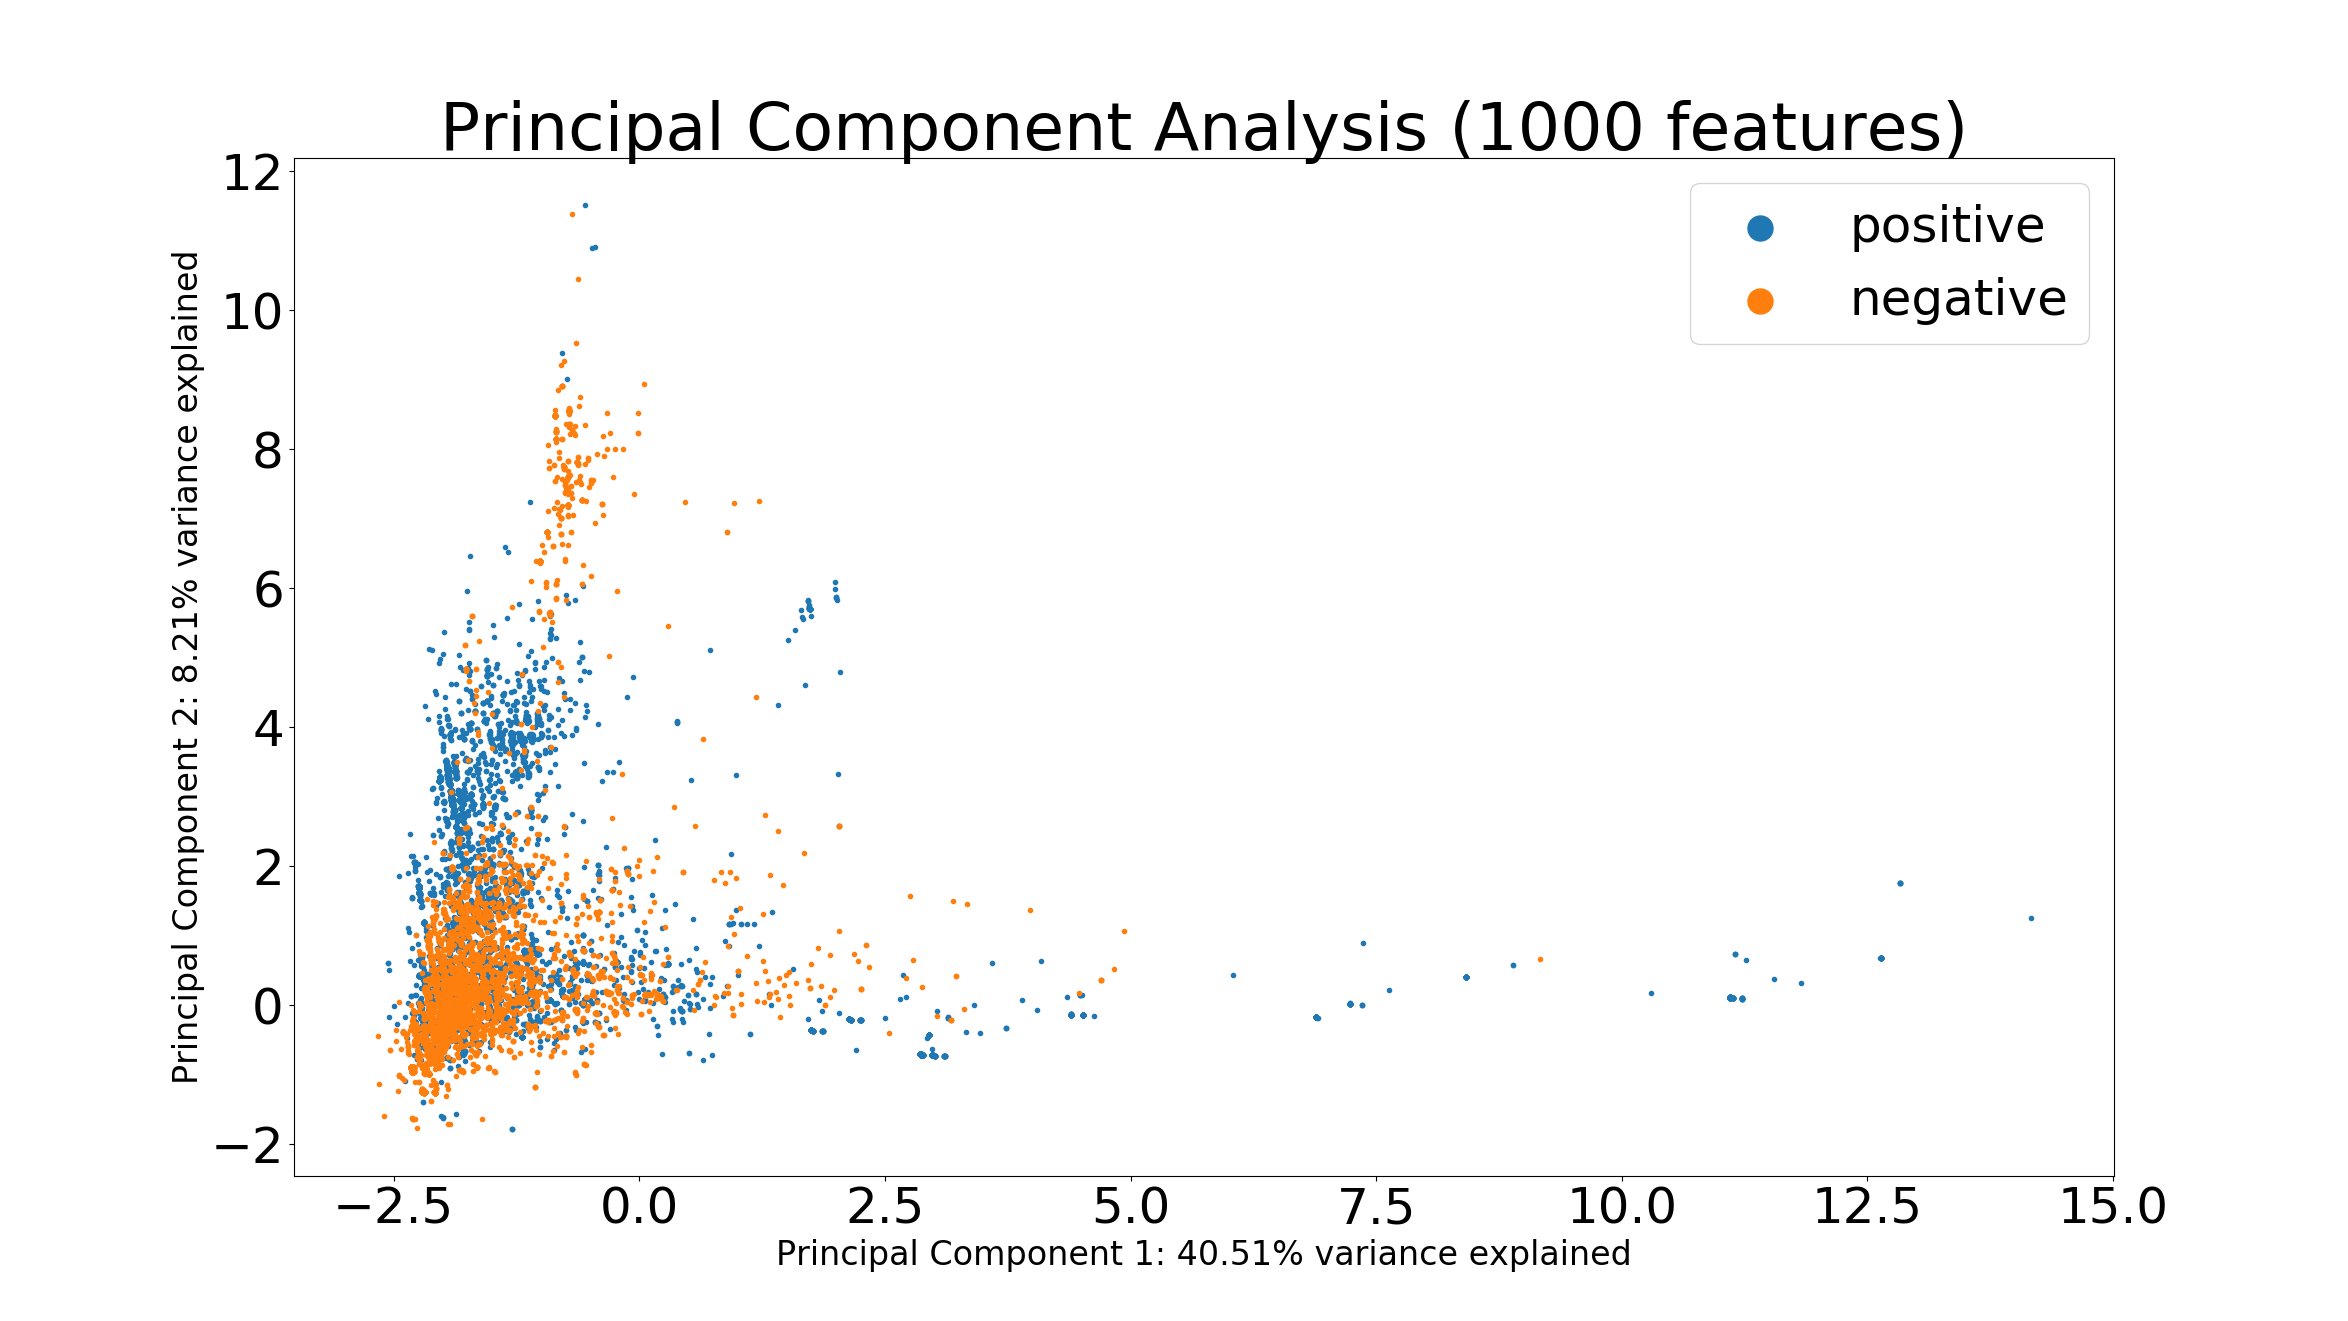 Principal Component Analysis (1000 features)
positive
negative
12
10
8
6
4
2
0
−2
Principal Component 2: 8.21% variance explained
−2.5 0.0 2.5 5.0 7.5 10.0 12.5 15.0
Principal Component 1: 40.51% variance explained